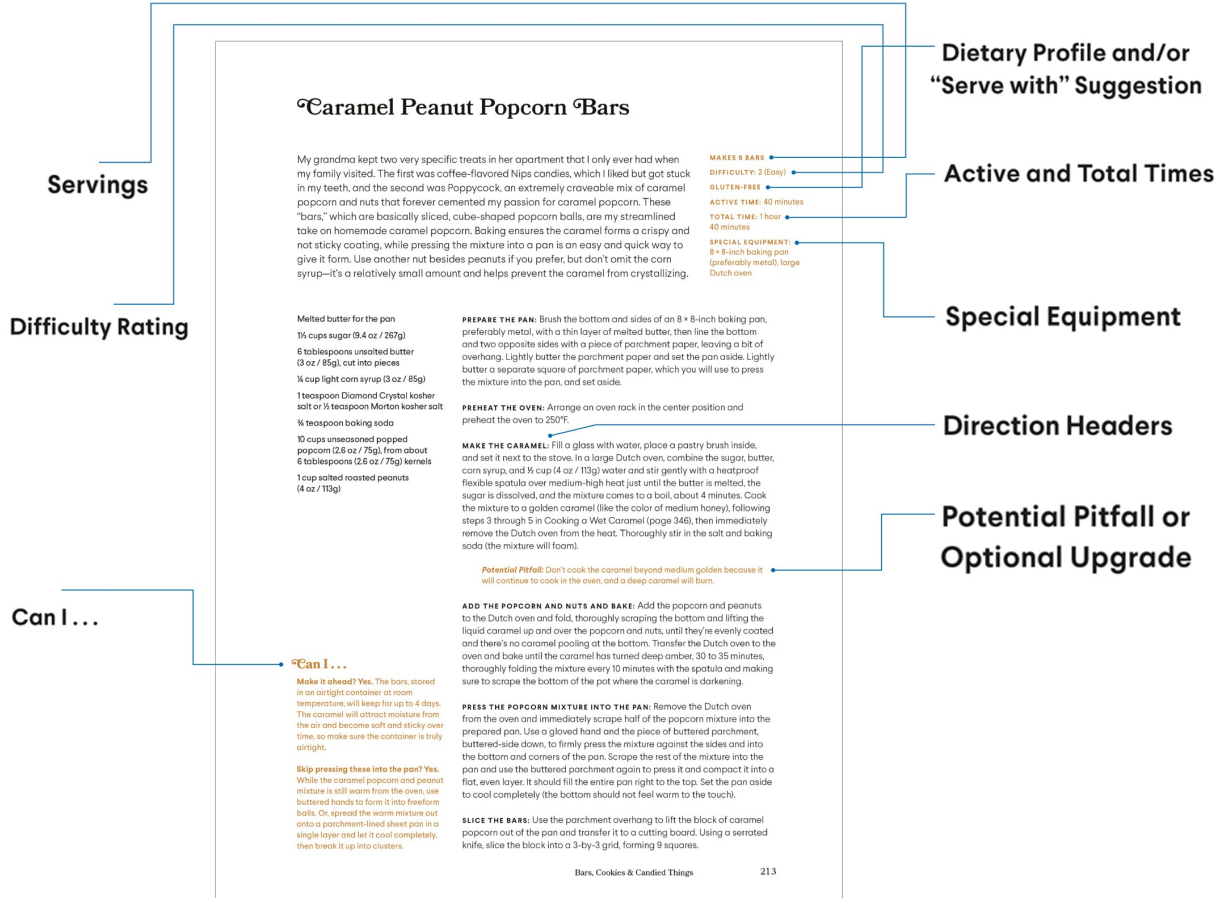 Caramel Peanut Popcorn Bars
My grandma kept two very specific treats in her apartment that I only ever had when
my family visited. The first was coffee-flavored Nips candies, which I liked but got stuck
in my teeth, and the second was Poppycock, an extremely craveable mix of caramel
popcorn and nuts that forever cemented my passion for caramel popcorn. These
"bars," which are basically sliced, cube-shaped popcorn balls, are my streamlined
take on homemade caramel popcorn. Baking ensures the caramel forms a crispy and
not sticky coating, while pressing the mixture into a pan is an easy and quick way to
give it form. Use another nut besides peanuts if you prefer, but don't omit the corn
syrup—it's a relatively small amount and helps prevent the caramel from crystallizing.
MAKES 9 BARS
DIFFICULTY: 2 (Easy)
GLUTEN-FREE
ACTIVE TIME: 40 minutes
TOTAL TIME: 1 hour
40 minutes
SPECIAL EQUIPMENT:
8 × 8-inch baking pan
(preferably metal), large
Dutch oven
Melted butter for the pan
1⅓ cups sugar (9.4 oz / 267g)
6 tablespoons unsalted butter
(3 oz / 85g), cut into pieces
¼ cup light corn syrup (3 oz / 85g)
1 teaspoon Diamond Crystal kosher
salt or ½ teaspoon Morton kosher salt
¾ teaspoon baking soda
10 cups unseasoned popped
popcorn (2.6 oz / 75g), from about
6 tablespoons (2.6 oz / 75g) kernels
1 cup salted roasted peanuts
(4 oz / 113g)
PREPARE THE PAN: Brush the bottom and sides of an 8 × 8-inch baking pan,
preferably metal, with a thin layer of melted butter, then line the bottom
and two opposite sides with a piece of parchment paper, leaving a bit of
overhang. Lightly butter the parchment paper and set the pan aside. Lightly
butter a separate square of parchment paper, which you will use to press
the mixture into the pan, and set aside.
PREHEAT THE OVEN: Arrange an oven rack in the center position and
preheat the oven to 250°F.
MAKE THE CARAMEL: Fill a glass with water, place a pastry brush inside,
and set it next to the stove. In a large Dutch oven, combine the sugar, butter,
corn syrup, and ½ cup (4 oz / 113g) water and stir gently with a heatproof
flexible spatula over medium-high heat just until the butter is melted, the
sugar is dissolved, and the mixture comes to a boil, about 4 minutes. Cook
the mixture to a golden caramel (like the color of medium honey), following
steps 3 through 5 in Cooking a Wet Caramel (page 346), then immediately
remove the Dutch oven from the heat. Thoroughly stir in the salt and baking
soda (the mixture will foam).
Potential Pitfall: Don't cook the caramel beyond medium golden because it
will continue to cook in the oven, and a deep caramel will burn.
ADD THE POPCORN AND NUTS AND BAKE: Add the popcorn and peanuts
to the Dutch oven and fold, thoroughly scraping the bottom and lifting the
liquid caramel up and over the popcorn and nuts, until they're evenly coated
and there's no caramel pooling at the bottom. Transfer the Dutch oven to the
oven and bake until the caramel has turned deep amber, 30 to 35 minutes,
thoroughly folding the mixture every 10 minutes with the spatula and making
sure to scrape the bottom of the pot where the caramel is darkening.
PRESS THE POPCORN MIXTURE INTO THE PAN: Remove the Dutch oven
from the oven and immediately scrape half of the popcorn mixture into the
prepared pan. Use a gloved hand and the piece of buttered parchment,
buttered-side down, to firmly press the mixture against the sides and into
the bottom and corners of the pan. Scrape the rest of the mixture into the
pan and use the buttered parchment again to press it and compact it into a
flat, even layer. It should fill the entire pan right to the top. Set the pan aside
to cool completely (the bottom should not feel warm to the touch).
SLICE THE BARS: Use the parchment overhang to lift the block of caramel
popcorn out of the pan and transfer it to a cutting board. Using a serrated
knife, slice the block into a 3-by-3 grid, forming 9 squares.
Can I . . .
Make it ahead? Yes. The bars, stored
in an airtight container at room
temperature, will keep for up to 4 days.
The caramel will attract moisture from
the air and become soft and sticky over
time, so make sure the container is truly
airtight.
Skip pressing these into the pan? Yes.
While the caramel popcorn and peanut
mixture is still warm from the oven, use
buttered hands to form it into freeform
balls. Or, spread the warm mixture out
onto a parchment-lined sheet pan in a
single layer and let it cool completely,
then break it up into clusters.
Bars, Cookies & Candied Things 213
Servings
Difficulty Rating
Can I . . .
Dietary Profile and/or
“Serve with” Suggestion
Active and Total Times
Special Equipment
Direction Headers
Potential Pitfall or
Optional Upgrade